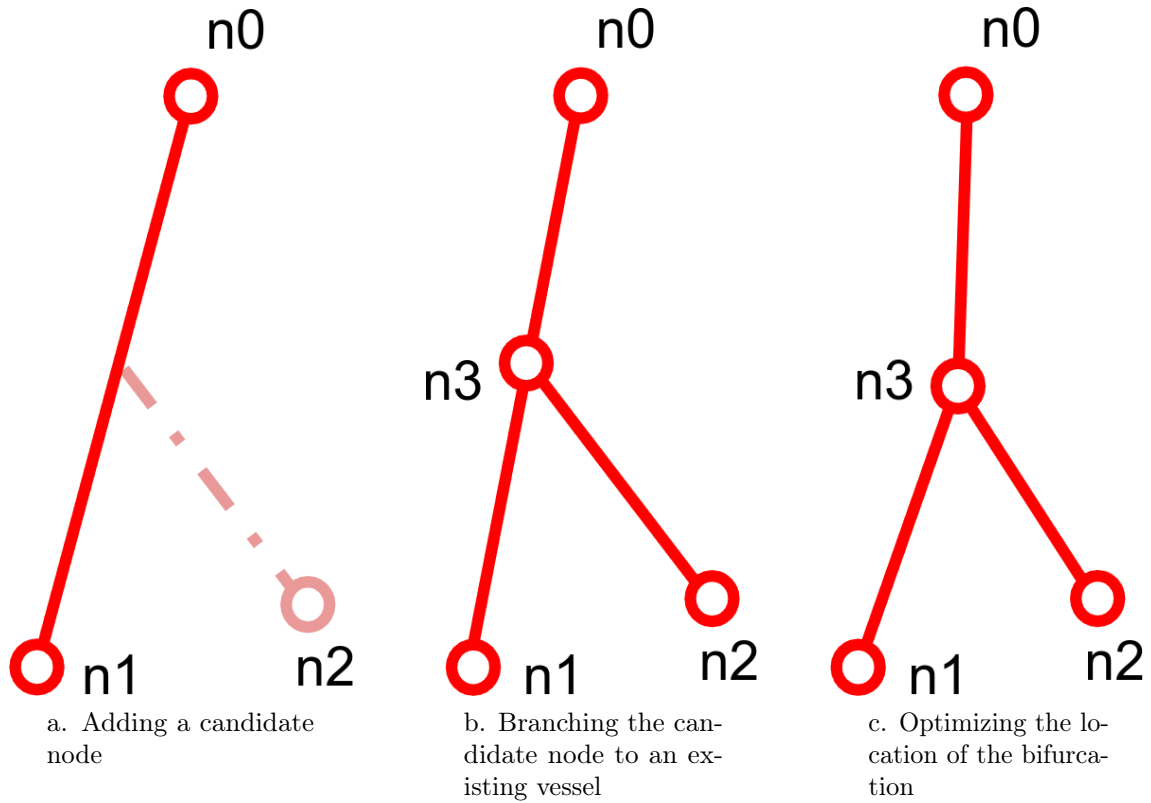 n0
n1
n2
a. Adding a candidate
node
n0
n3
n1
n2
b. Branching the can-
didate node to an ex-
isting vessel
n0
n3
n1
n2
c. Optimizing the lo-
cation of the bifurca-
tion